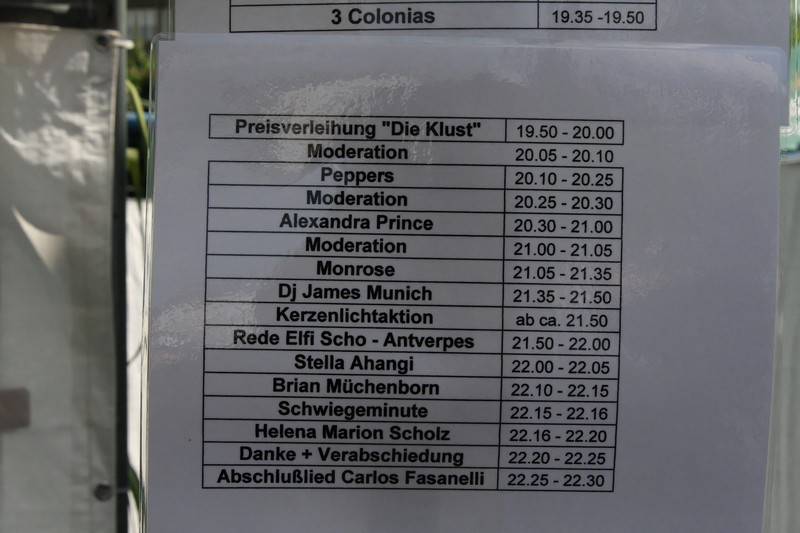 3 Colonias 19.35 -19.50
Preisverleihung "Die Klust" 19.50 - 20.00
Moderation 20.05 - 20.10
Peppers 20.10 - 20.25
Moderation 20.25 - 20.30
Alexandra Prince 20.30 - 21.00
Moderation 21.00 - 21.05
Monrose 21.05 - 21.35
Dj James Munich 21.35 - 21.50
Kerzenlichtaktion ab ca. 21.50
Rede Elfi Scho - Antverpes 21.50 - 22.00
Stella Ahangi 22.00 - 22.05
Brian Müchenborn 22.10 - 22.15
Schwiegeminute 22.15 - 22.16
Helena Marion Scholz 22.16 - 22.20
Danke + Verabschiedung 22.20 - 22.25
Abschlußlied Carlos Fasanelli 22.25 - 22.30